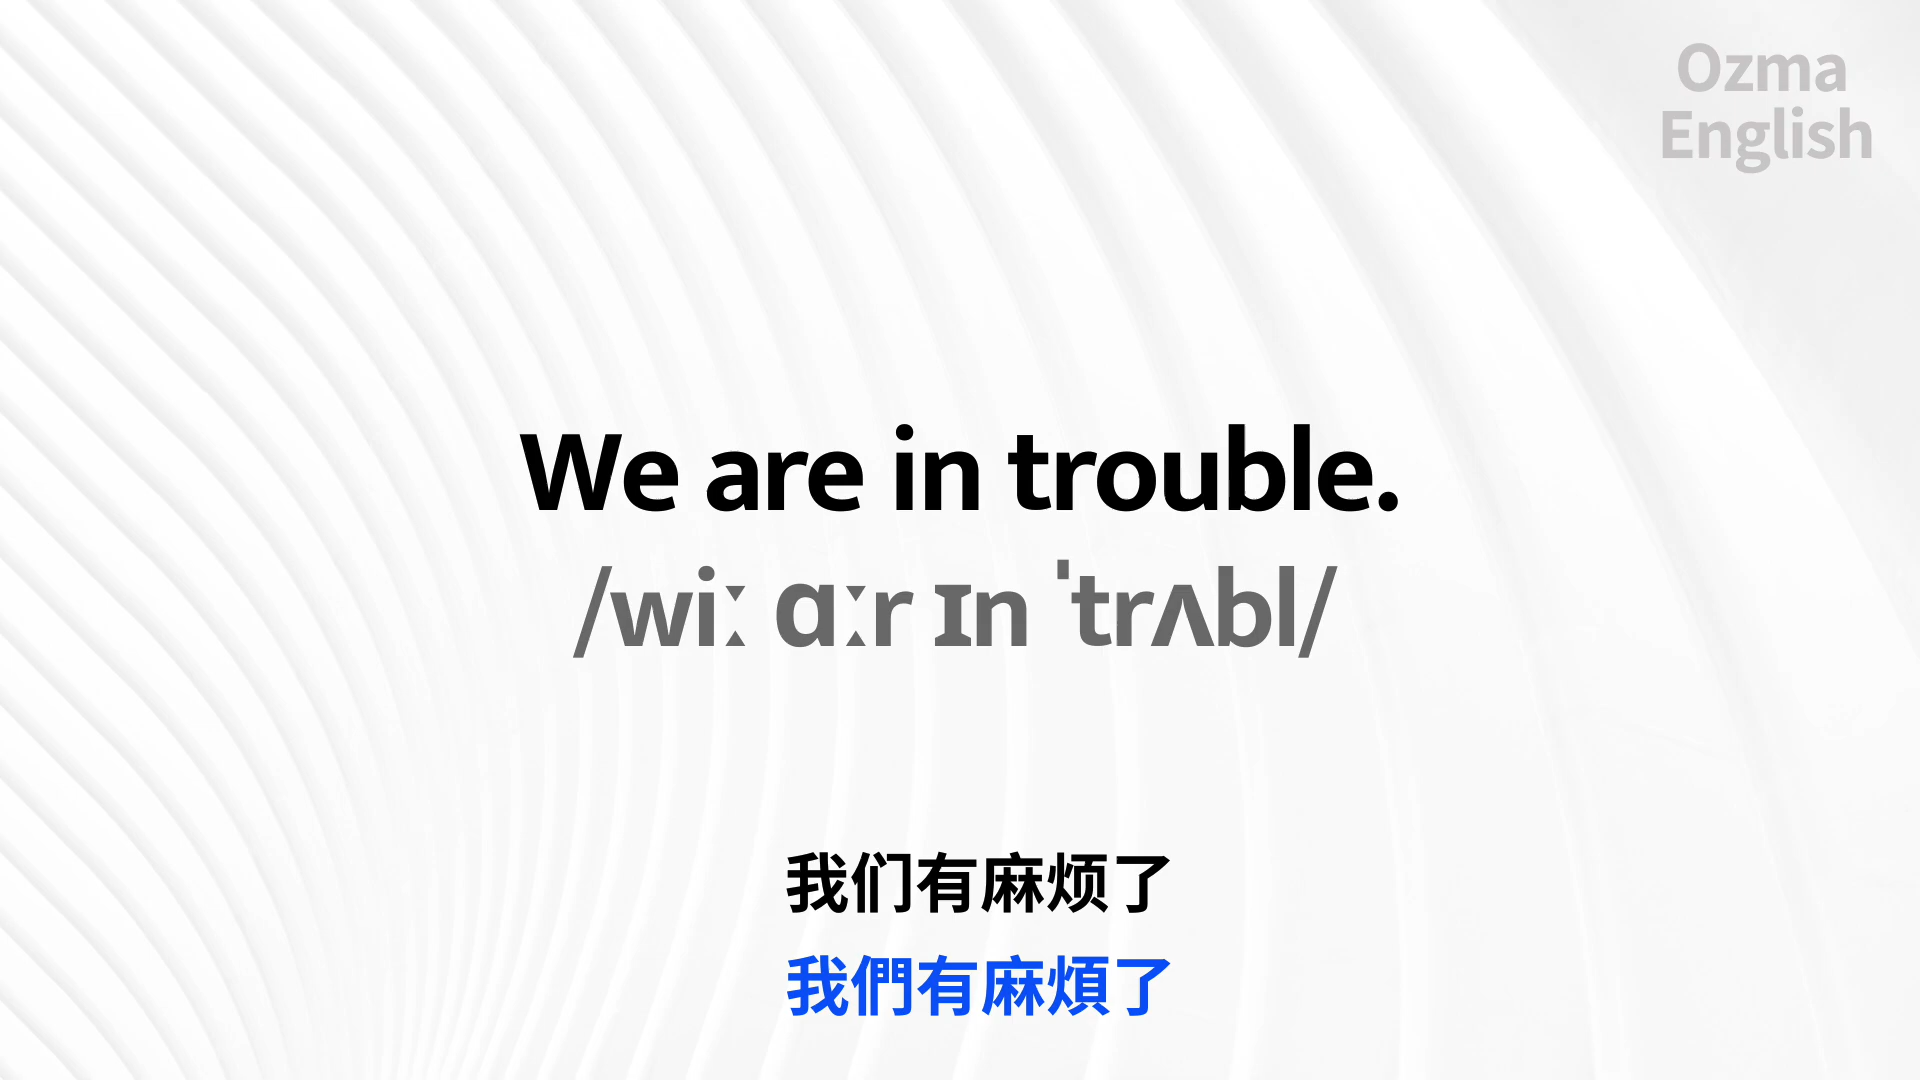 Ozma
English
We are in trouble.
/wiː ɑːr ɪn ˈtrʌbl/
我们有麻烦了
我們有麻煩了